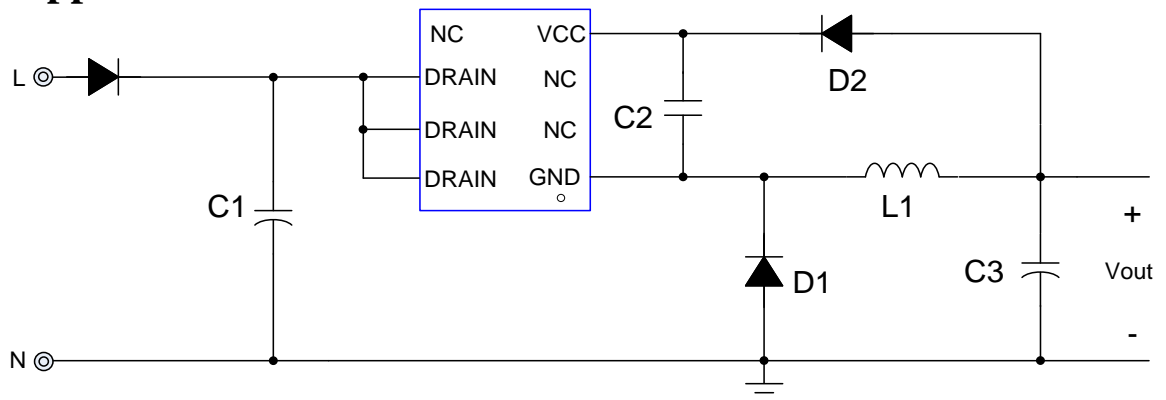 NC VCC
L DRAIN NC D2
C2
DRAIN NC
DRAIN GND
C1 L1 +
C3 Vout
D1
-
N